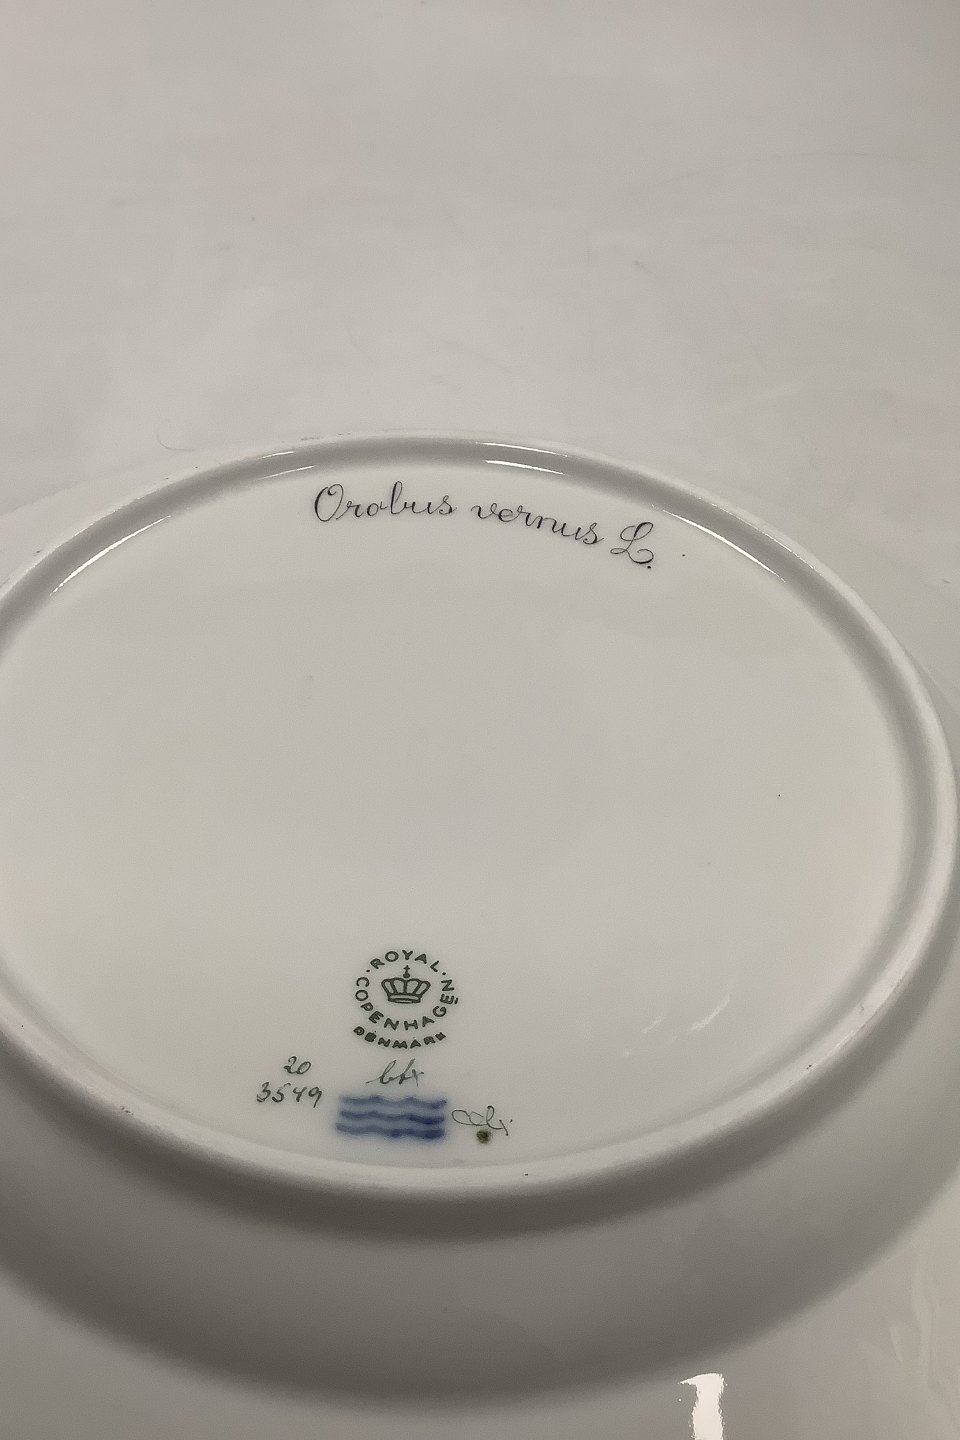 Orobus vernus L.
ROYAL
COPENHAGEN
DENMARK
20
3549